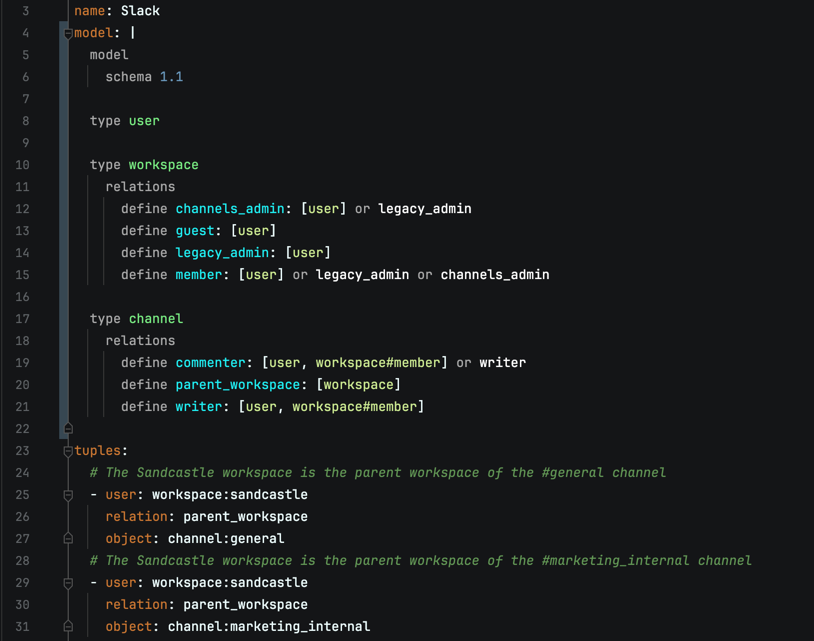 3 name: Slack
4 model: |
5 model
6 schema 1.1
7
8 type user
9
10 type workspace
11 relations
12 define channels_admin: [user] or legacy_admin
13 define guest: [user]
14 define legacy_admin: [user]
15 define member: [user] or legacy_admin or channels_admin
16
17 type channel
18 relations
19 define commenter: [user, workspace#member] or writer
20 define parent_workspace: [workspace]
21 define writer: [user, workspace#member]
22
23 tuples:
24 # The Sandcastle workspace is the parent workspace of the #general channel
25 - user: workspace:sandcastle
26 relation: parent_workspace
27 object: channel:general
28 # The Sandcastle workspace is the parent workspace of the #marketing_internal channel
29 - user: workspace:sandcastle
30 relation: parent_workspace
31 object: channel:marketing_internal